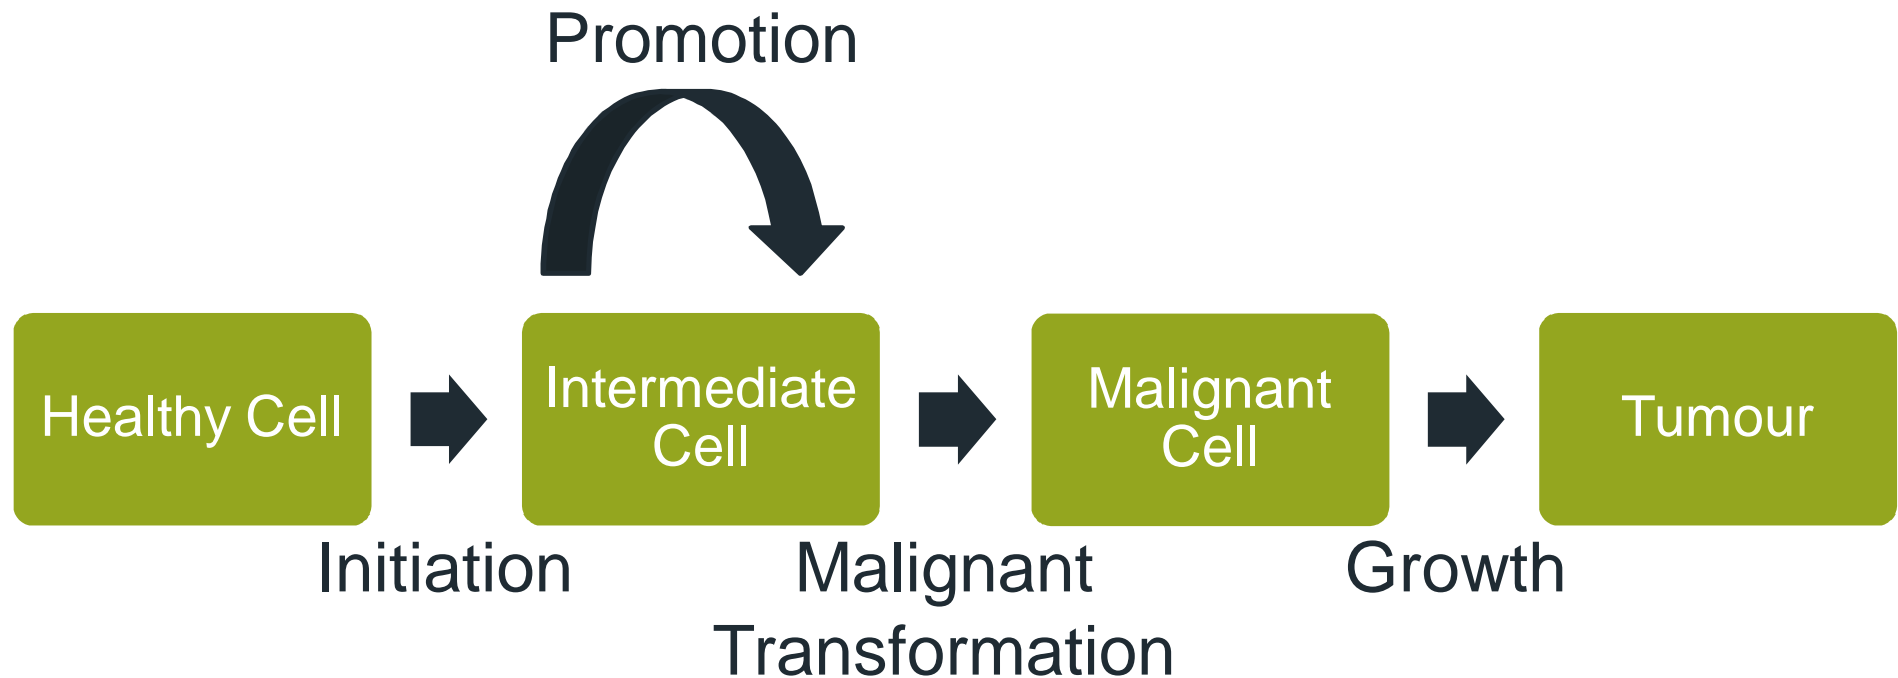 Promotion
Healthy Cell
Intermediate
Cell
Malignant
Cell
Tumour
Initiation
Malignant
Transformation
Growth